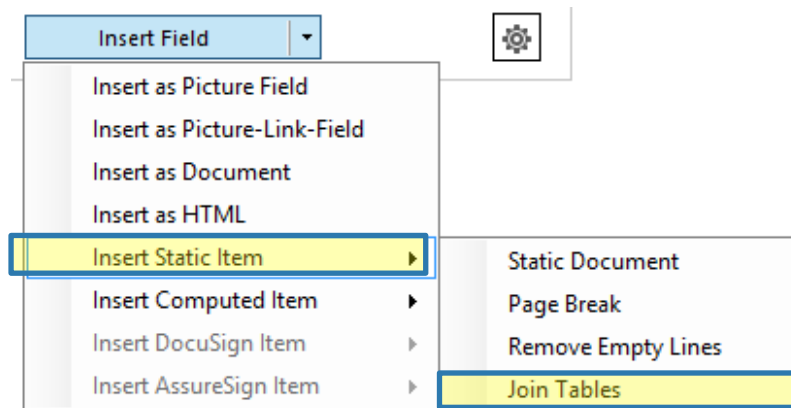 Insert Field
Insert as Picture Field
Insert as Picture-Link-Field
Insert as Document
Insert as HTML
Insert Static Item
Insert Computed Item
Insert DocuSign Item
Insert AssureSign Item
Static Document
Page Break
Remove Empty Lines
Join Tables